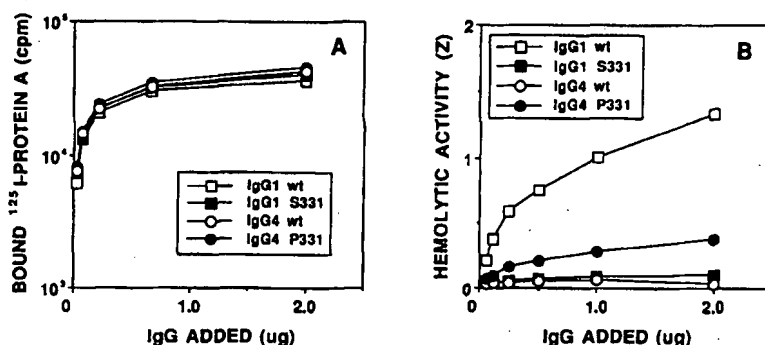 A
BOUND ¹²⁵I-PROTEIN A (cpm)
10⁵
10⁴
10³
IgG1 wt
IgG1 S331
IgG4 wt
IgG4 P331
0
1.0
2.0
IgG ADDED (ug)
B
HEMOLYTIC ACTIVITY (Z)
2
1
0
IgG1 wt
IgG1 S331
IgG4 wt
IgG4 P331
0
1.0
2.0
IgG ADDED (ug)